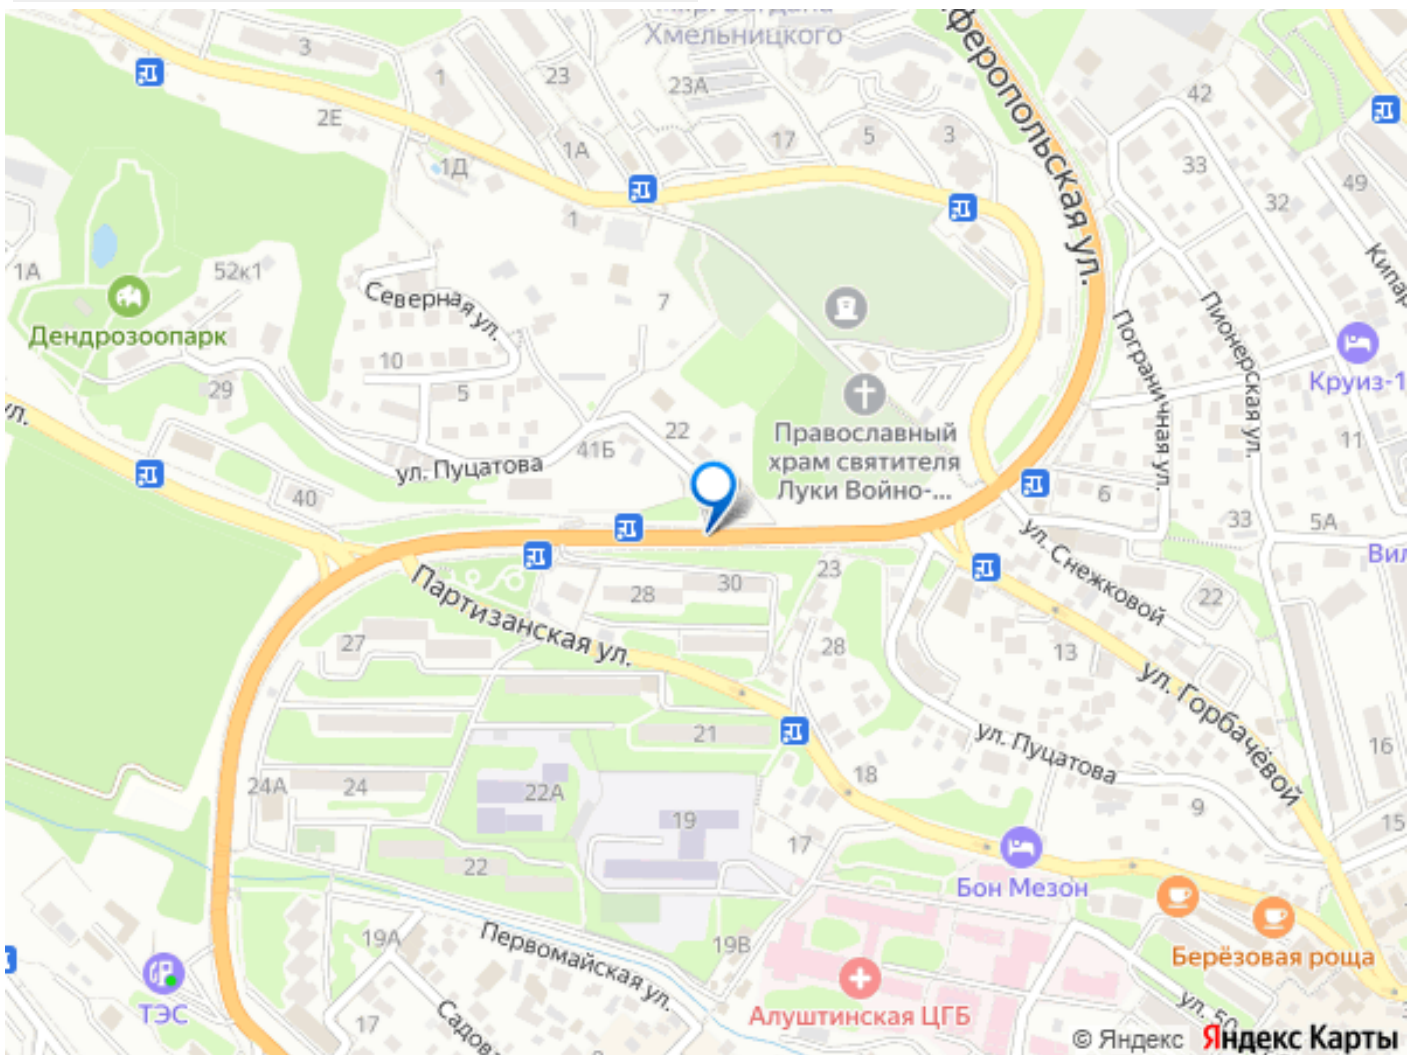 Хмельницкого
феропольская ул.
3
1
23
23А
42
2Е
1А
17
5
3
33
1Д
49
32
1
1А
52к1
7
Северная ул.
Дендрозоопарк
Пограничная ул.
Пионерская ул.
10
29
5
Круиз-1
ул.
22
11
41Б
Православный
храм святителя
Луки Войно-...
ул. Пуцатова
40
6
33
5А
ул. Снежковой
Партизанская ул.
28
30
23
22
27
28
13
ул. Горбачёвой
21
ул. Пуцатова
16
24А
24
22А
18
19
9
15
17
22
Бон Мезон
19А
Первомайская ул.
19В
Берёзовая роща
ТЭС
17
Алуштинская ЦГБ
© Яндекс Яндекс Карты